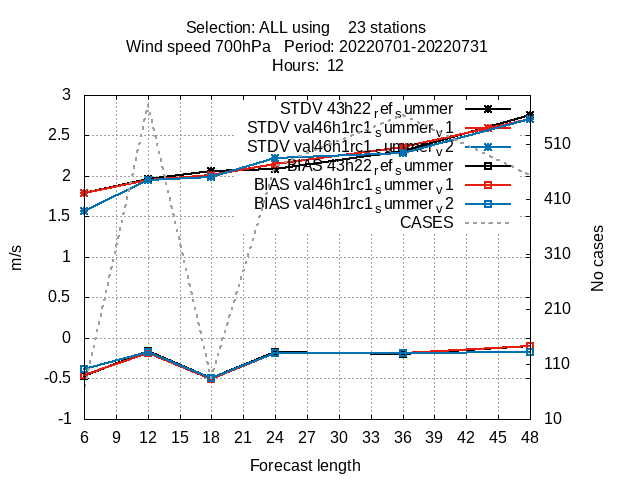 Selection: ALL using 23 stations
Wind speed 700hPa Period: 20220701-20220731
Hours: 12
STDV 43h22_ref_summer
STDV val46h1rc1_summer_v1
STDV val46h1rc1_summer_v2
BIAS 43h22_ref_summer
BIAS val46h1rc1_summer_v1
BIAS val46h1rc1_summer_v2
CASES
3
2.5
2
1.5
1
0.5
0
-0.5
-1
m/s
510
410
310
210
110
10
No cases
6 9 12 15 18 21 24 27 30 33 36 39 42 45 48
Forecast length